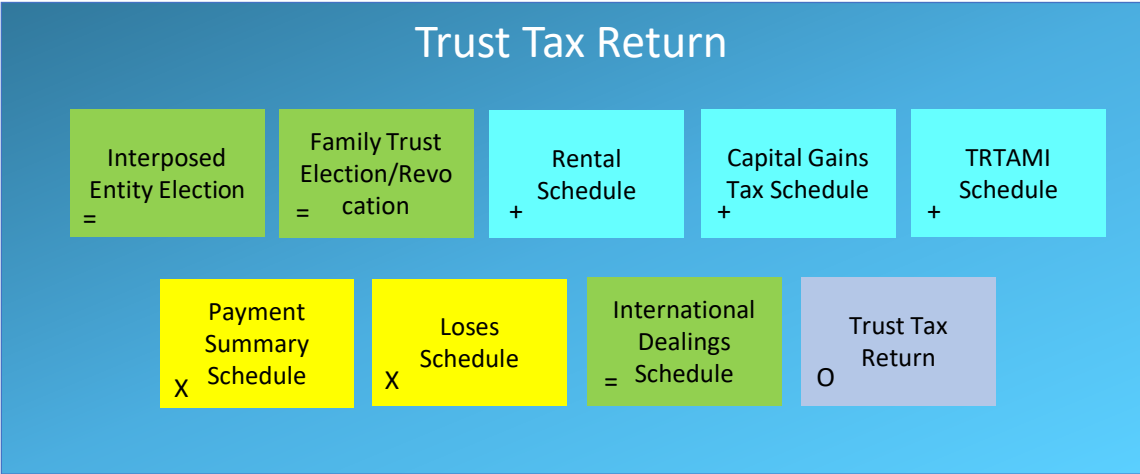 Trust Tax Return
Interposed
Entity Election
=
Family Trust
Election/Revo
cation
=
Rental
Schedule
+
Capital Gains
Tax Schedule
+
TRTAMI
Schedule
+
Payment
Summary
Schedule
X
Loses
Schedule
X
International
Dealings
Schedule
=
Trust Tax
Return
O